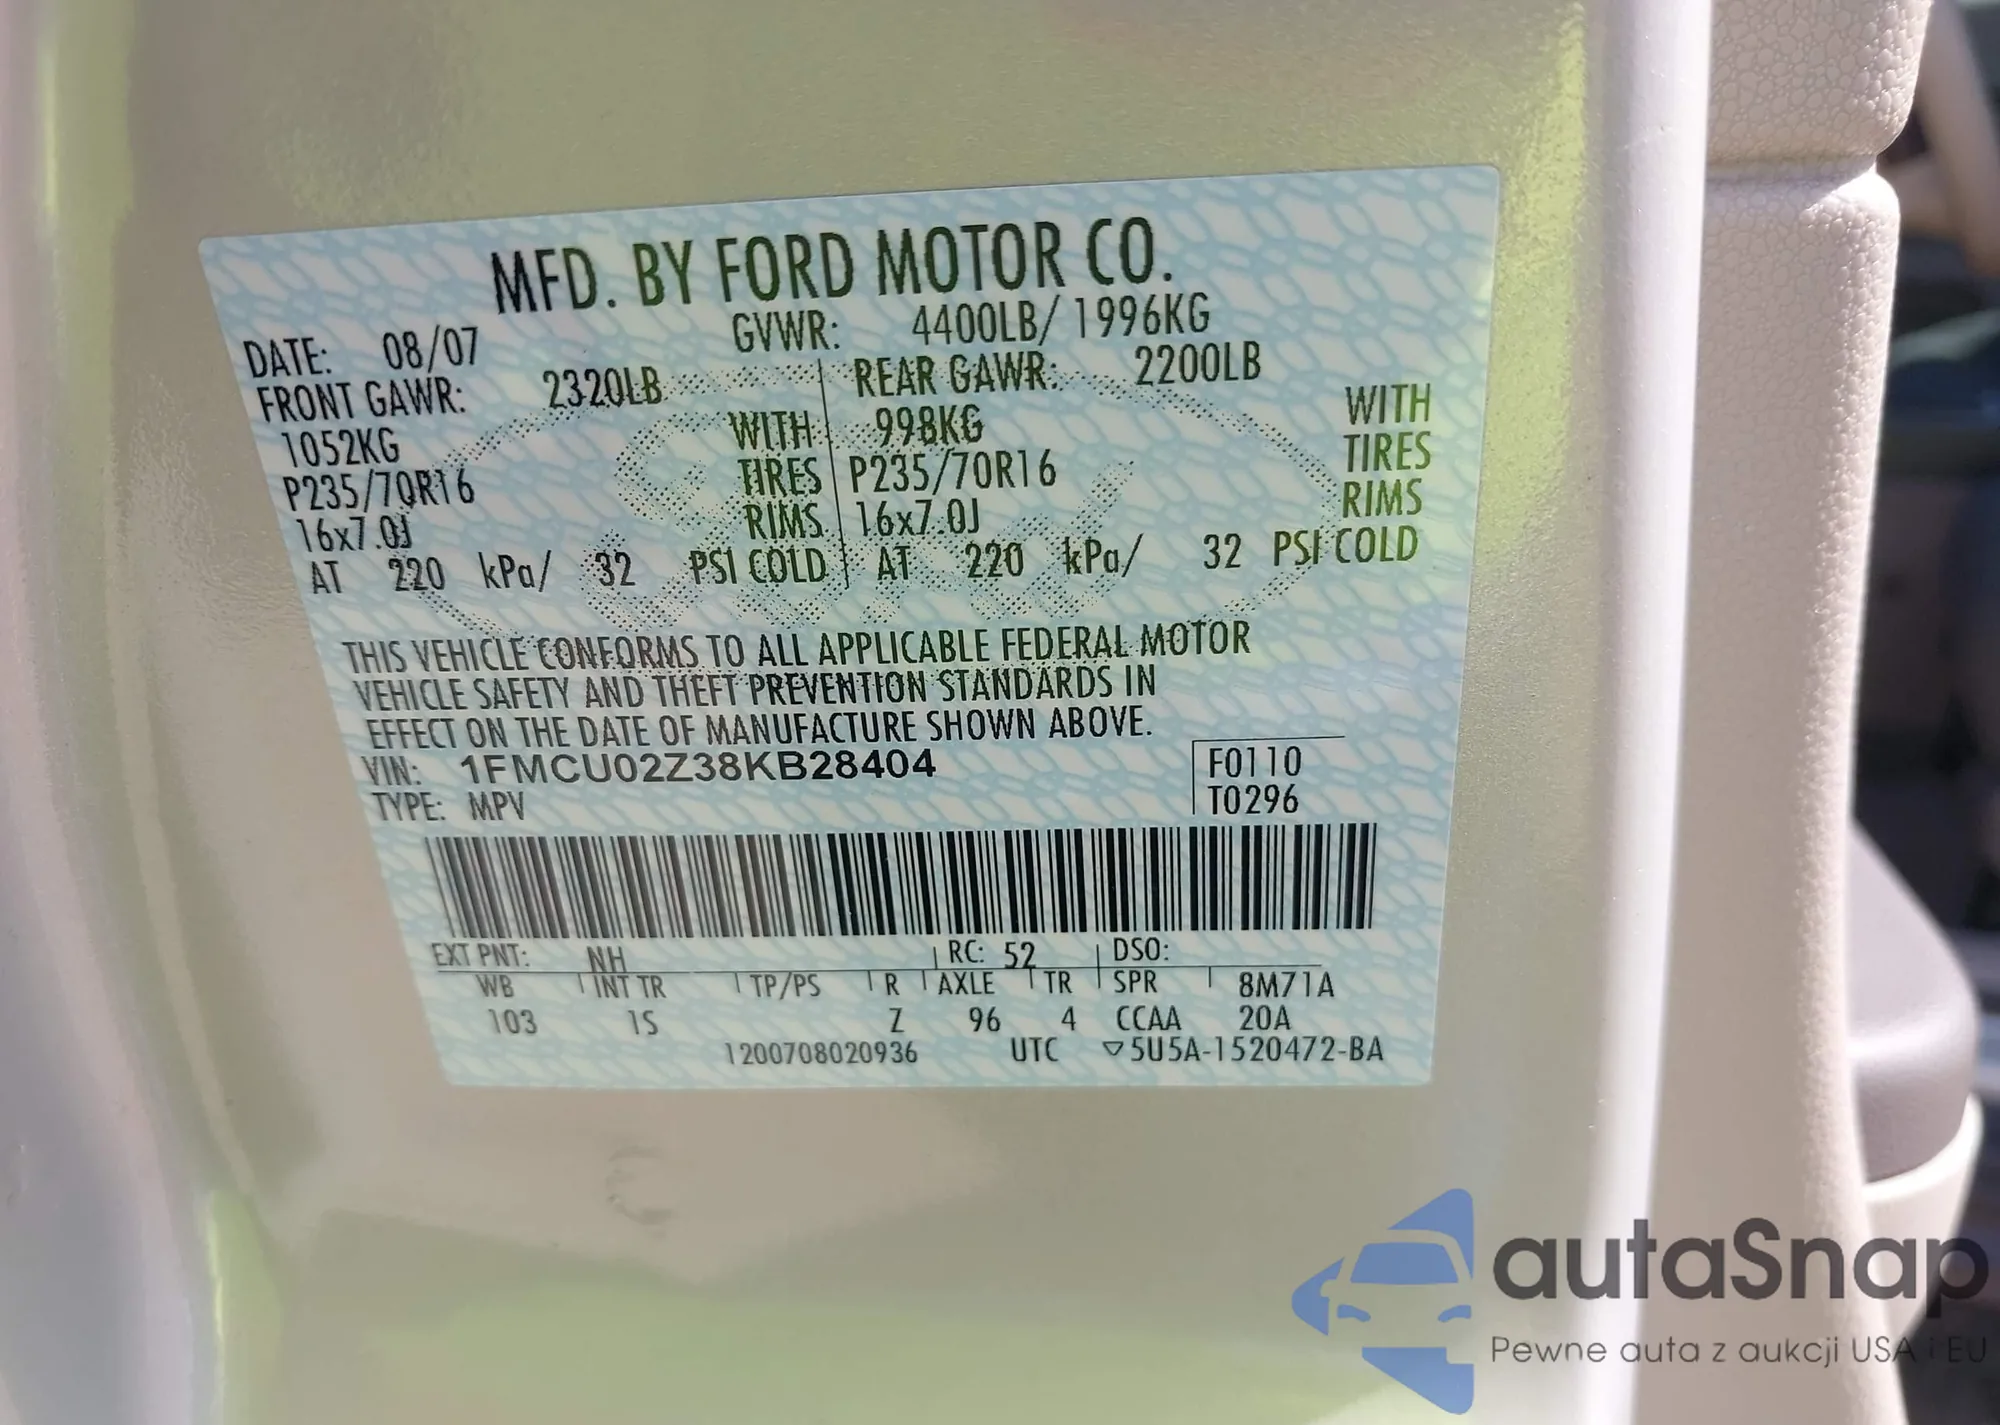 MFD. BY FORD MOTOR CO.
DATE: 08/07 GVWR: 4400LB/ 1996KG
FRONT GAWR: 2320LB REAR GAWR: 2200LB
1052KG WITH 998KG WITH
P235/70R16 TIRES P235/70R16 TIRES
16x7.0J RIMS 16x7.0J RIMS
AT 220 kPa/ 32 PSI COLD AT 220 kPa/ 32 PSI COLD
THIS VEHICLE CONFORMS TO ALL APPLICABLE FEDERAL MOTOR
VEHICLE SAFETY AND THEFT PREVENTION STANDARDS IN
EFFECT ON THE DATE OF MANUFACTURE SHOWN ABOVE.
VIN: 1FMCU02Z38KB28404 F0110
TYPE: MPV T0296
EXT PNT: NH RC: 52 DSO:
WB INT TR TP/PS R AXLE TR SPR 8M71A
103 1S Z 96 4 CCAA 20A
1200708020936 UTC ▽5U5A-1520472-BA
autaSnap
Pewne auta z aukcji USA i EU